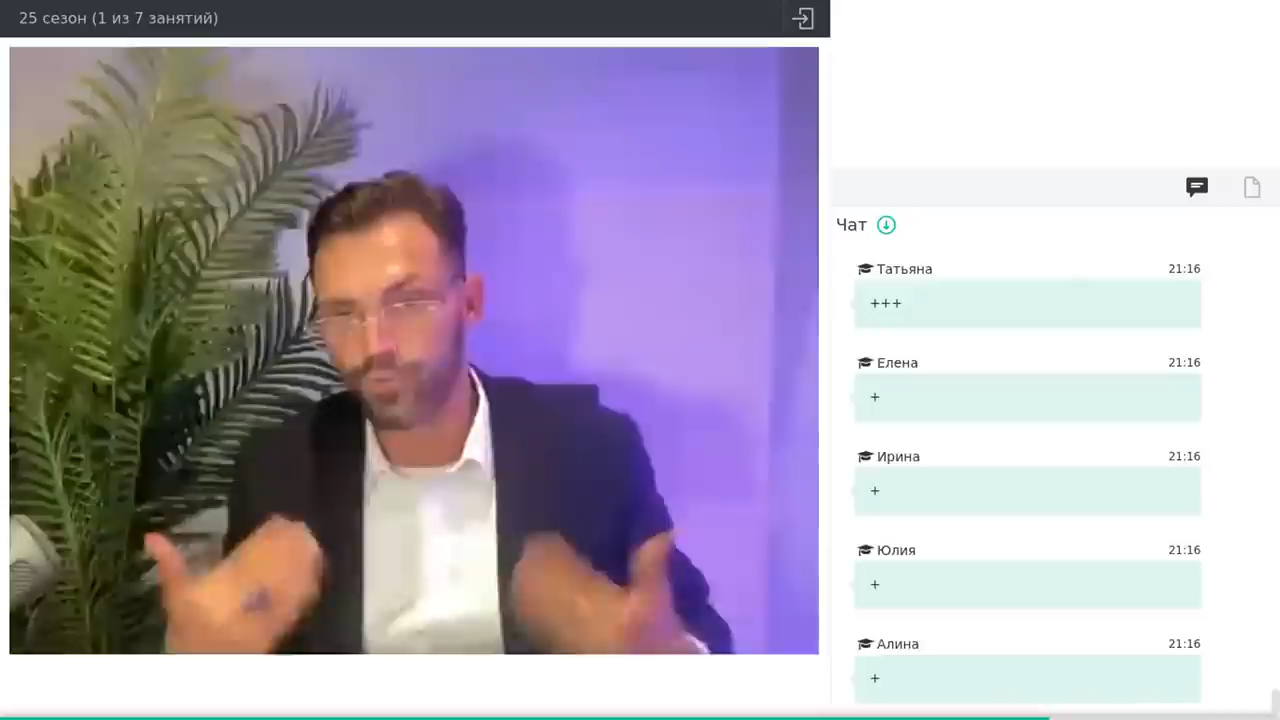 25 сезон (1 из 7 занятий)
Чат
Татьяна 21:16
+++
Елена 21:16
+
Ирина 21:16
+
Юлия 21:16
+
Алина 21:16
+